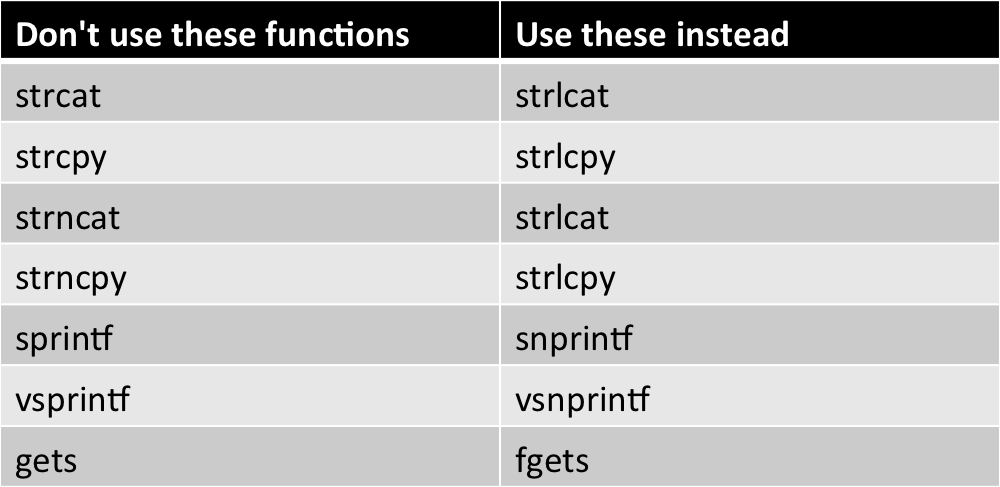 Don't use these functions Use these instead
strcat strlcat
strcpy strlcpy
strncat strlcat
strncpy strlcpy
sprintf snprintf
vsprintf vsnprintf
gets fgets